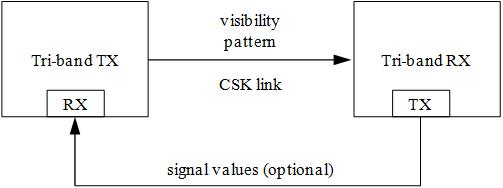 visibility
pattern
Tri-band TX
Tri-band RX
CSK link
RX
TX
signal values (optional)